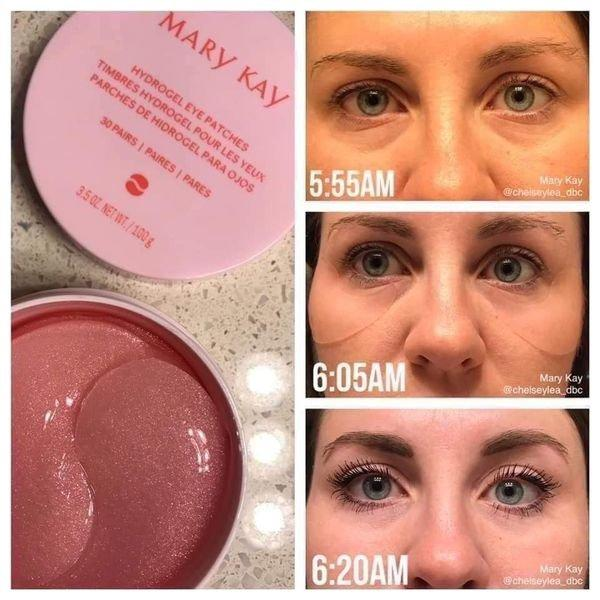 MARY KAY
HYDROGEL EYE PATCHES
TIMBRES HYDROGEL POUR LES YEUX
PARCHES DE HIDROGEL PARA OJOS
30 PAIRS | PAIRES | PARES
3.5 OZ. NET WT. / 100 g
5:55AM
Mary Kay
@chelseylea_dbc
6:05AM
Mary Kay
@chelseylea_dbc
6:20AM
Mary Kay
@chelseylea_dbc